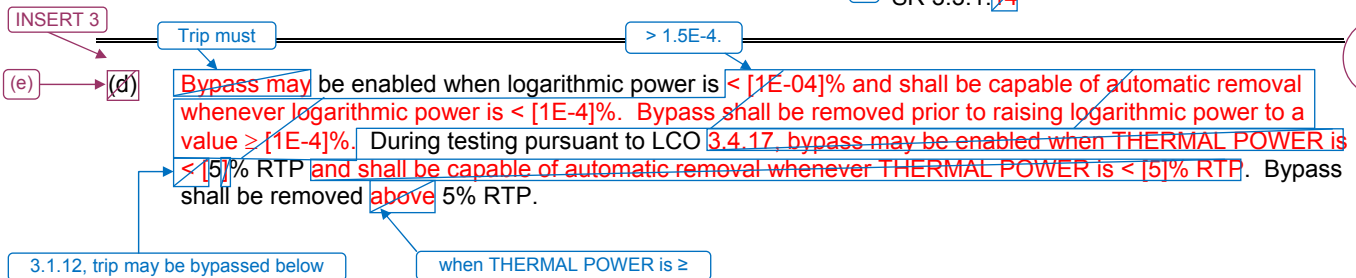 SR 3.3.1.14
INSERT 3
Trip must
> 1.5E-4.
(e)
(d)
Bypass may be enabled when logarithmic power is < [1E-04]% and shall be capable of automatic removal
whenever logarithmic power is < [1E-4]%. Bypass shall be removed prior to raising logarithmic power to a
value ≥ [1E-4]%. During testing pursuant to LCO 3.4.17, bypass may be enabled when THERMAL POWER is
< [5]% RTP and shall be capable of automatic removal whenever THERMAL POWER is < [5]% RTP. Bypass
shall be removed above 5% RTP.
3.1.12, trip may be bypassed below
when THERMAL POWER is ≥